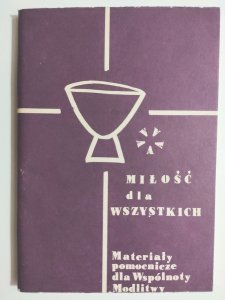 A
MIŁOŚĆ
dla
WSZYSTKICH
Materiały
pomocnicze
dla Wspólnoty
Modlitwy